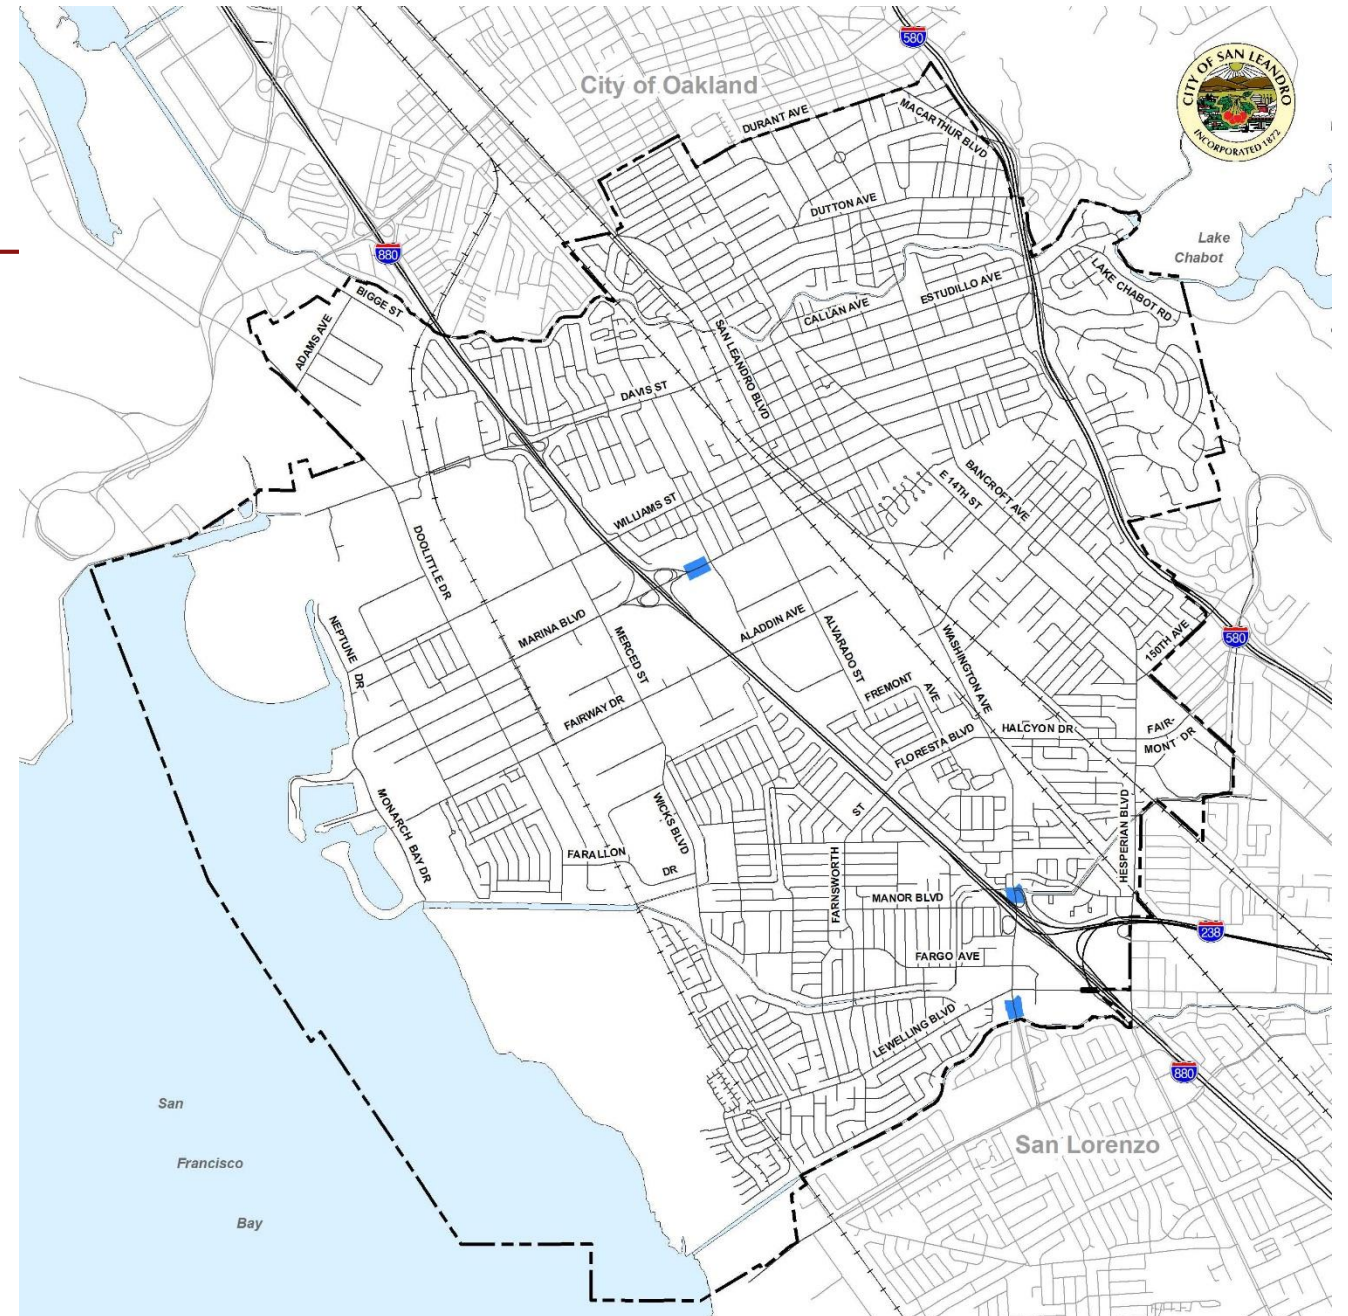 580
CITY OF SAN LEANDRO
INCORPORATED 1872
City of Oakland
DURANT AVE
MACARTHUR BLVD
DUTTON AVE
Lake
Chabot
880
BIGGE ST
LAKE CHABOT RD
ESTUDILLO AVE
CALLAN AVE
ADAMS AVE
SAN LEANDRO BLVD
DAVIS ST
BANCROFT AVE
E 14TH ST
WILLIAMS ST
DOOLITTLE DR
NEPTUNE DR
MARINA BLVD
MERCED ST
ALADDIN AVE
ALVARADO ST
WASHINGTON AVE
150TH AVE
580
FREMONT
AVE
FAIRWAY DR
HALCYON DR
FAIR-
MONT DR
FLORESTA BLVD
MONARCH BAY DR
WICKS BLVD
ST
HESPERIAN BLVD
FARALLON
DR
FARNSWORTH
MANOR BLVD
238
FARGO AVE
LEWELLING BLVD
880
San
Francisco
Bay
San Lorenzo